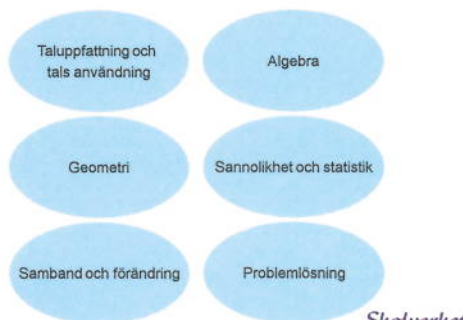 Taluppfattning och
tals användning
Algebra
Geometri
Sannolikhet och statistik
Samband och förändring
Problemlösning